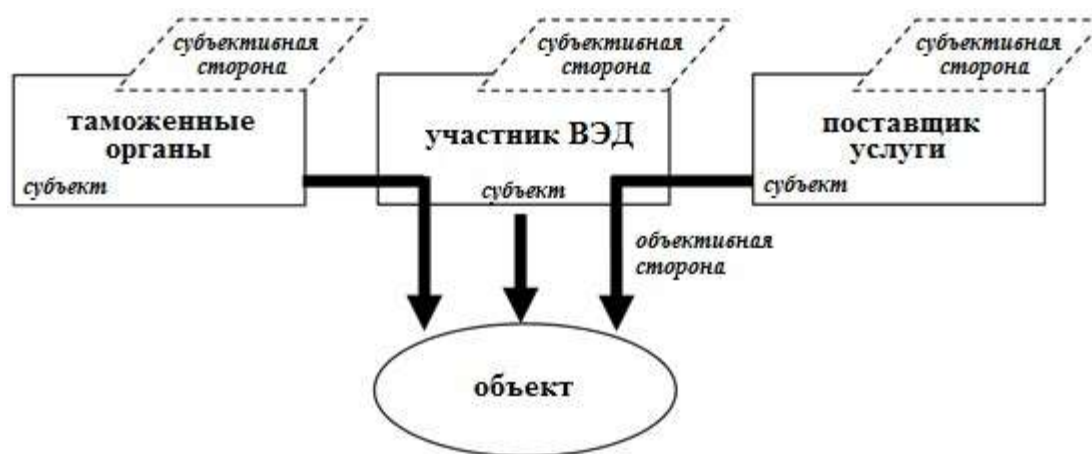 субъективная
сторона
субъективная
сторона
субъективная
сторона
таможенные
органы
субъект
участник ВЭД
субъект
поставщик
услуги
субъект
объективная
сторона
объект